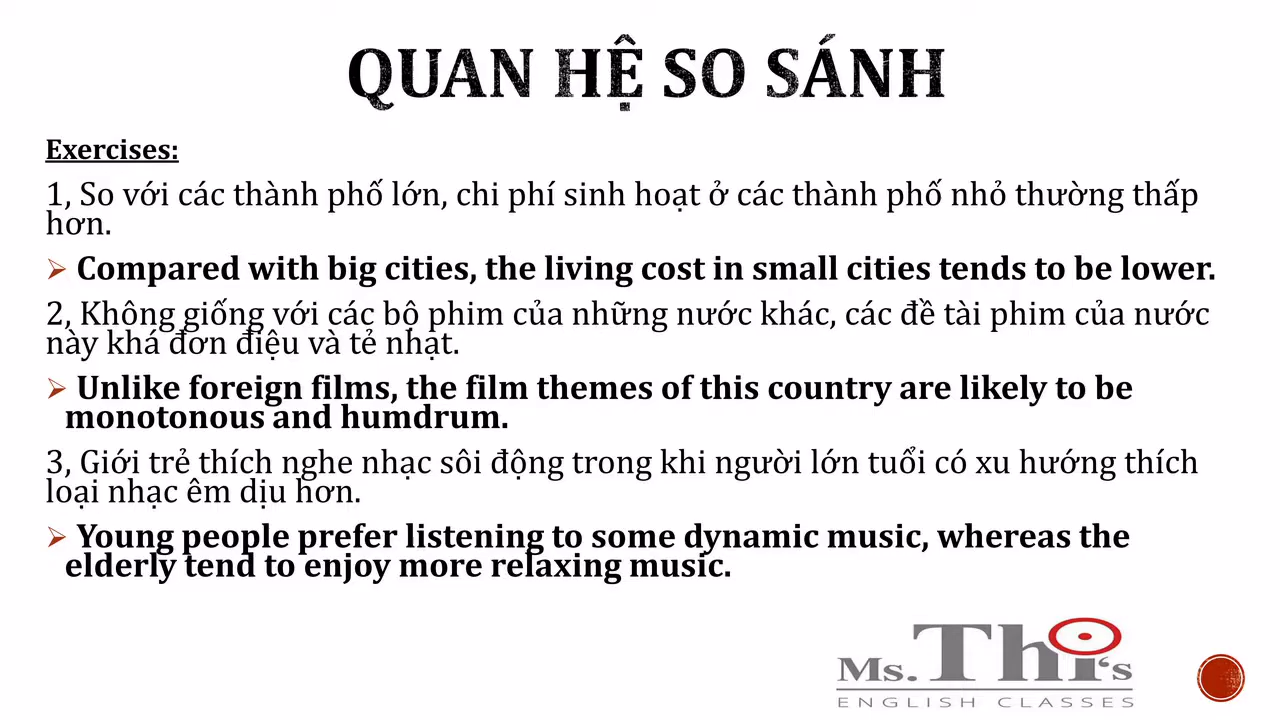 QUAN HỆ SO SÁNH
Exercises:
1, So với các thành phố lớn, chi phí sinh hoạt ở các thành phố nhỏ thường thấp
hơn.
➢ Compared with big cities, the living cost in small cities tends to be lower.
2, Không giống với các bộ phim của những nước khác, các đề tài phim của nước
này khá đơn điệu và tẻ nhạt.
➢ Unlike foreign films, the film themes of this country are likely to be
monotonous and humdrum.
3, Giới trẻ thích nghe nhạc sôi động trong khi người lớn tuổi có xu hướng thích
loại nhạc êm dịu hơn.
➢ Young people prefer listening to some dynamic music, whereas the
elderly tend to enjoy more relaxing music.
Ms. Thi's
ENGLISH CLASSES